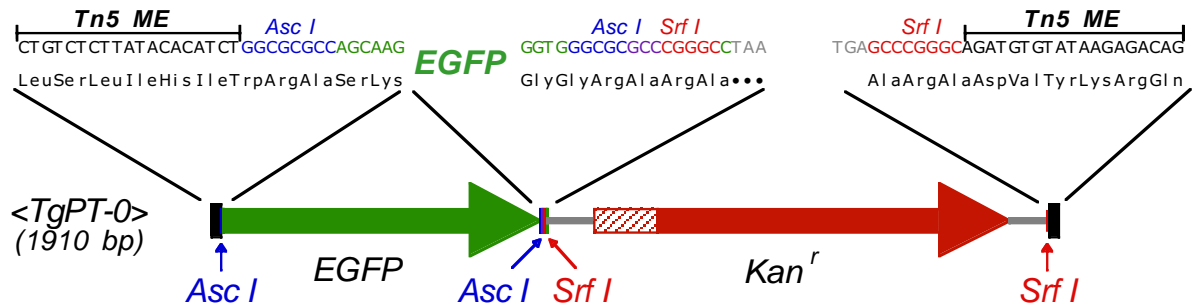 Tn5 ME Asc I Asc I Srf I Srf I Tn5 ME
CTGTCTCTTATACACATCTGGCGCGCCAGCAAG GGTGGGCGCGCCCGGGCCTAA TGAGCCCGGGCAGATGTGTATAAGAGACAG
LeuSerLeuIleHisIleTrpArgAlaSerLys EGFP GlyGlyArgAlaArgAla••• AlaArgAlaAspValTyrLysArgGln
<TgPT-0>
(1910 bp)
EGFP Kan r
Asc I Asc I Srf I Srf I